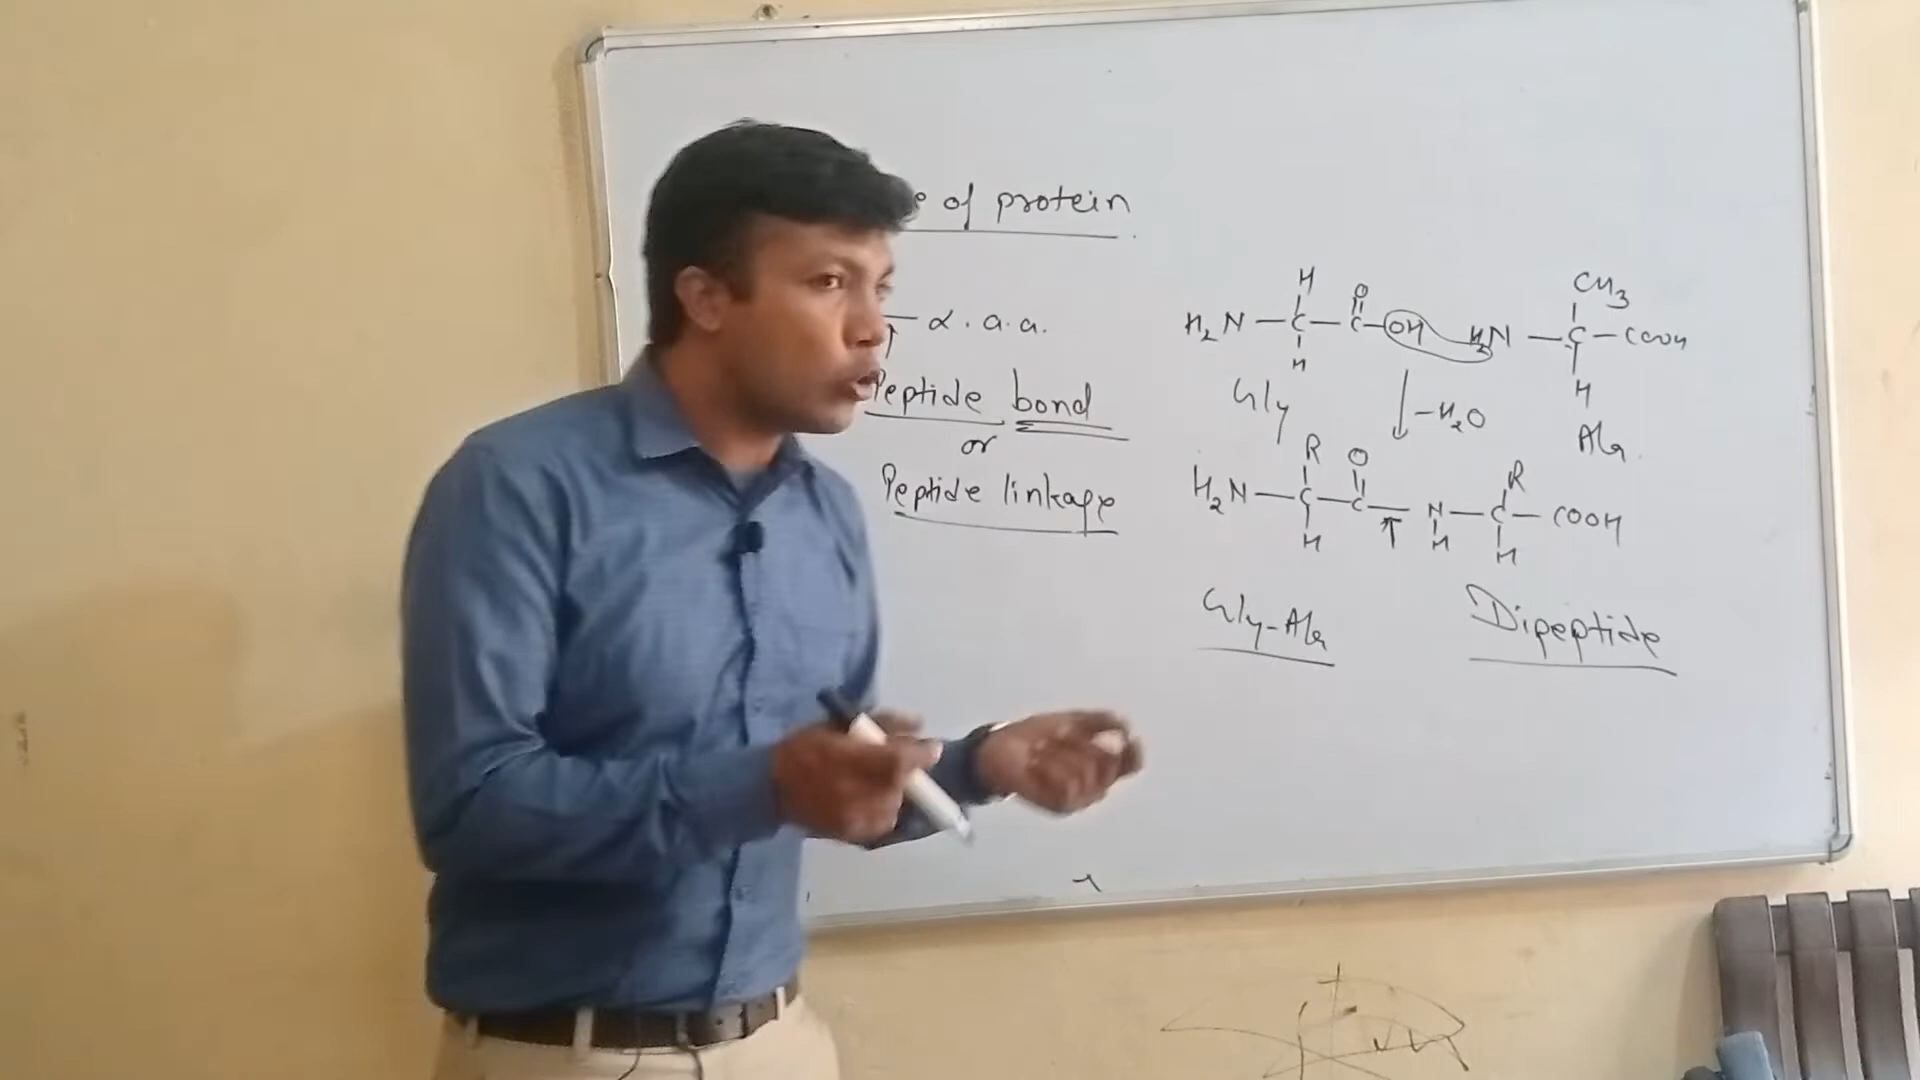 of protein
— α. a.a.
Peptide bond
or
Peptide linkage
H O CH3
H2N — C — C — OH H2N — C — COOH
H H
Gly Ala
↓ -H2O
R O R
H2N — C — C — N — C — COOH
H ↑ H H
Gly-Ala Dipeptide